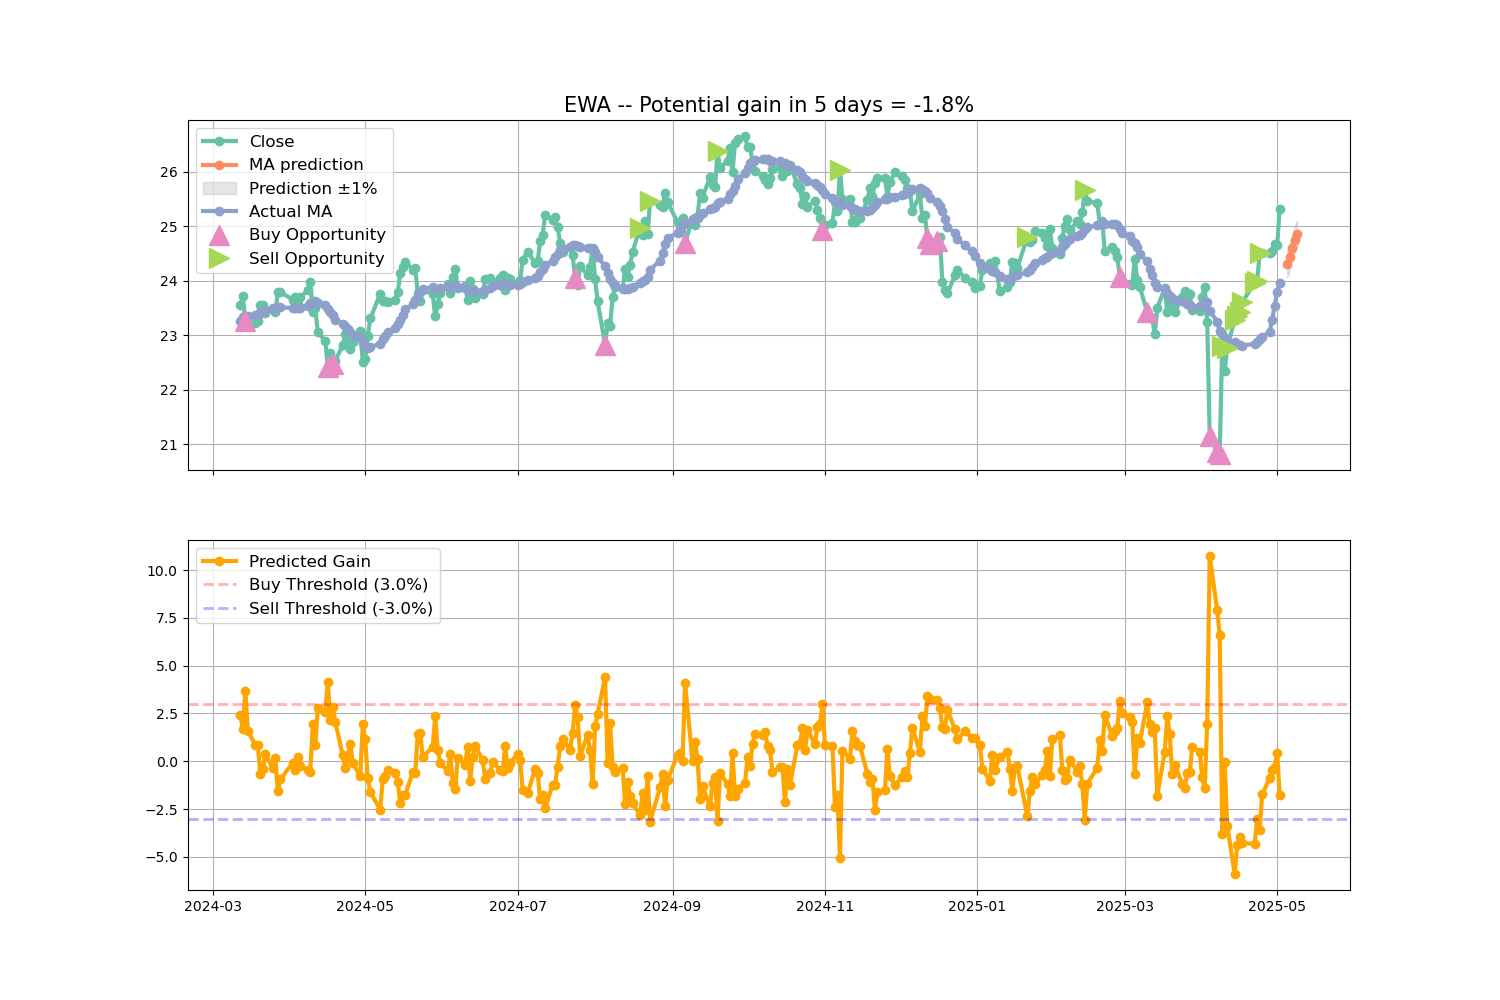 EWA -- Potential gain in 5 days = -1.8%
Close
MA prediction
Prediction ±1%
Actual MA
Buy Opportunity
Sell Opportunity
26
25
24
23
22
21
Predicted Gain
Buy Threshold (3.0%)
Sell Threshold (-3.0%)
10.0
7.5
5.0
2.5
0.0
−2.5
−5.0
2024-03 2024-05 2024-07 2024-09 2024-11 2025-01 2025-03 2025-05